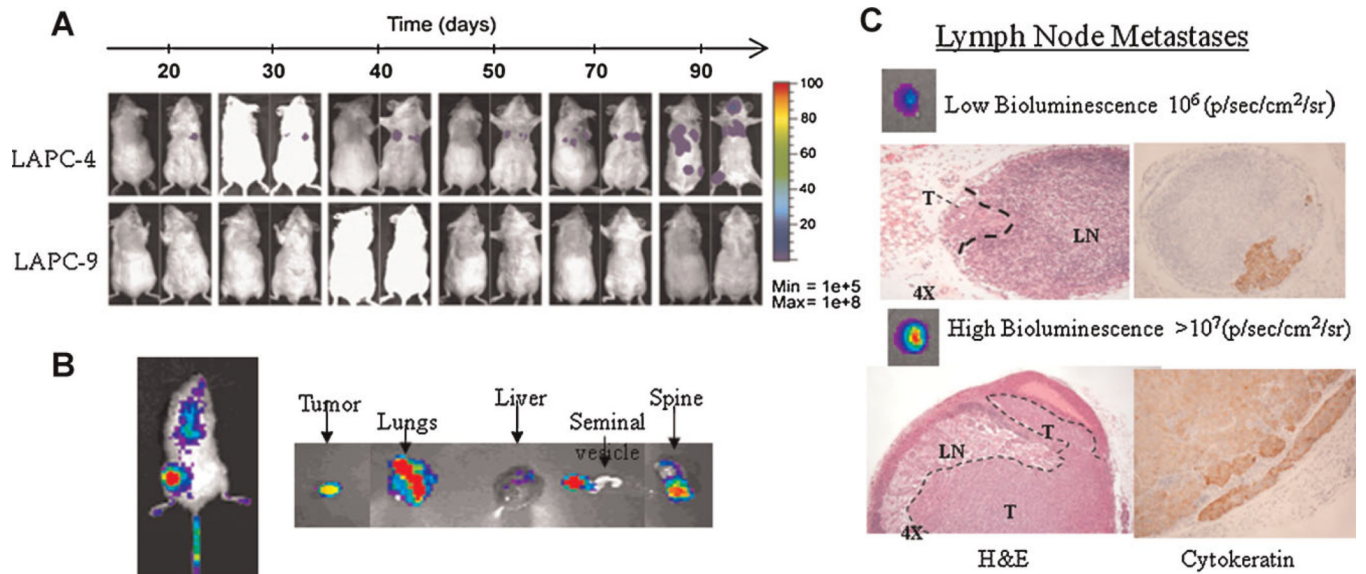 A
Time (days)
20 30 40 50 70 90
LAPC-4
LAPC-9
100
80
60
40
20
Min = 1e+5
Max= 1e+8
B
Tumor
Lungs
Liver
Seminal
vesicle
Spine
C
Lymph Node Metastases
Low Bioluminescence 10⁶ (p/sec/cm²/sr)
T
LN
4X
High Bioluminescence >10⁷(p/sec/cm²/sr)
LN
T
T
4X
H&E
Cytokeratin